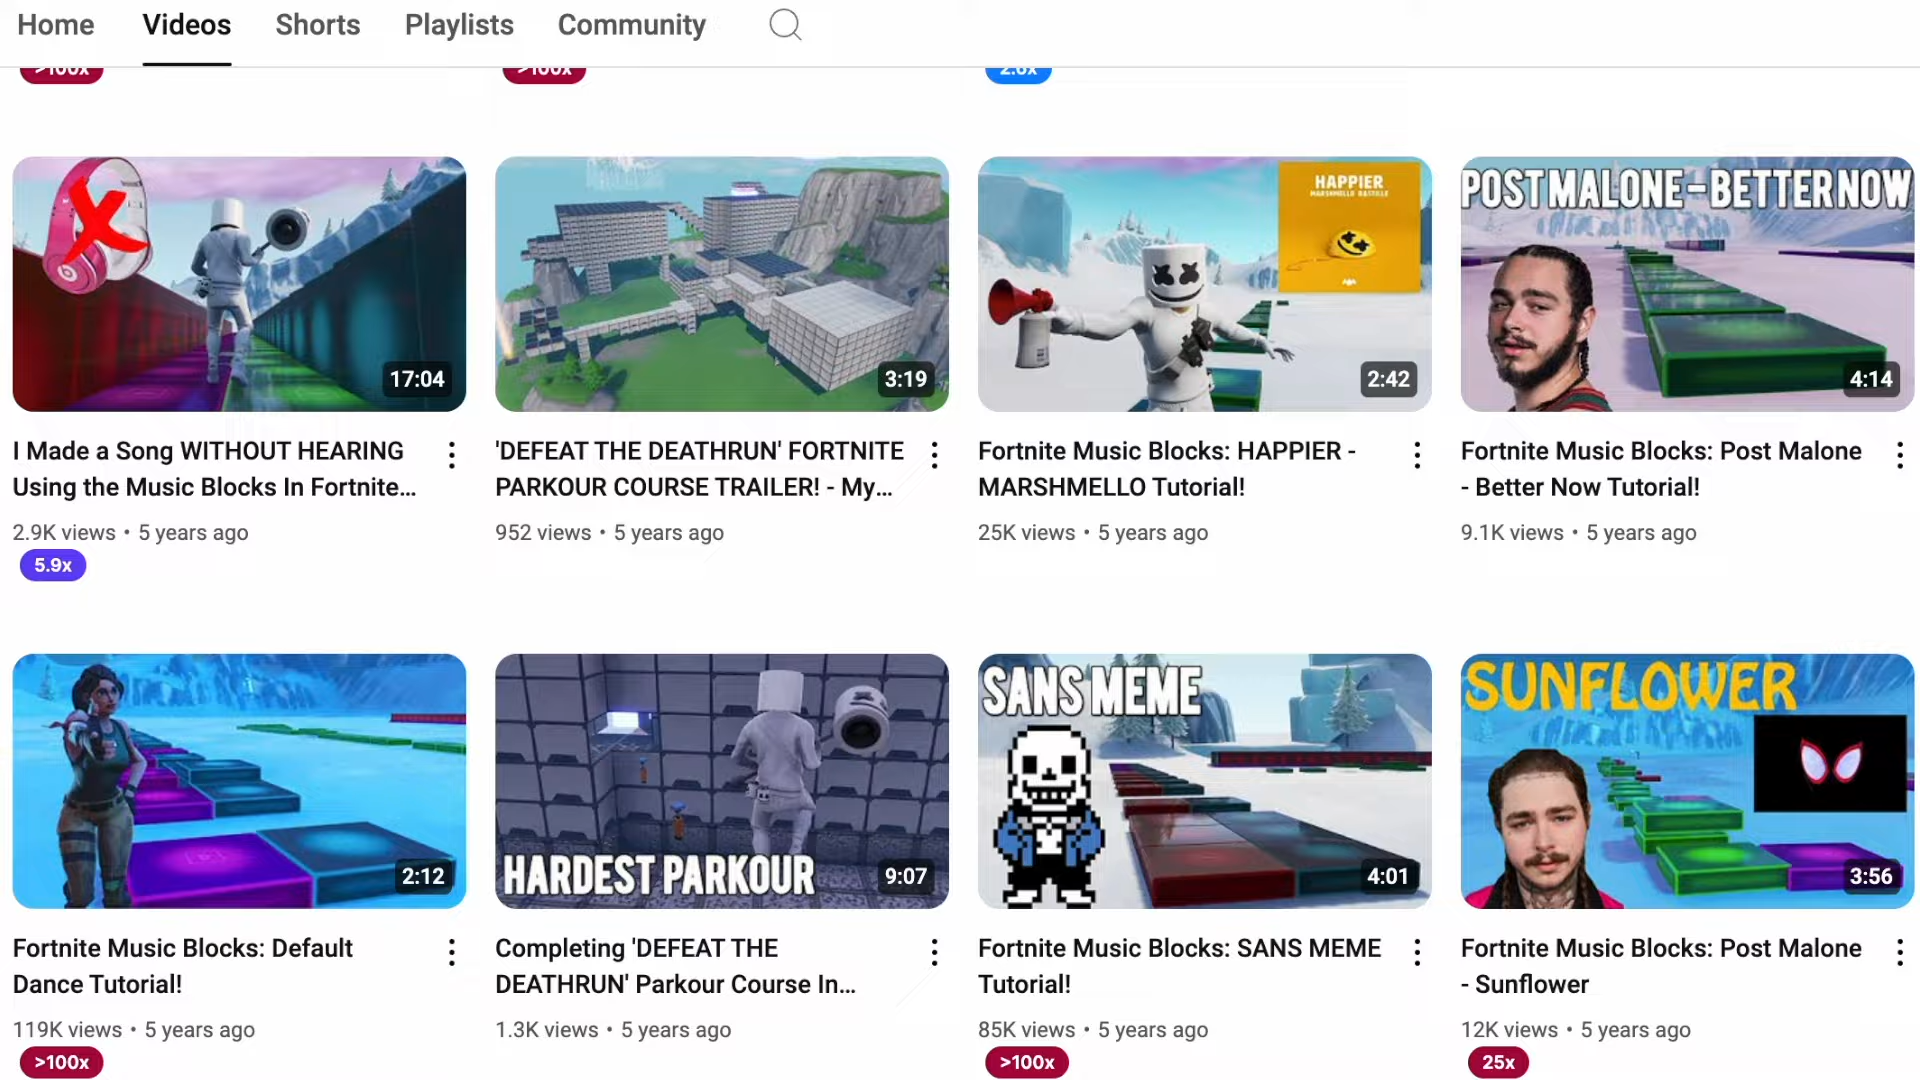 Home Videos Shorts Playlists Community
>100x >100x 2.6x
17:04
3:19
HAPPIER
MARSHMELLO BASTILLE
2:42
POST MALONE - BETTER NOW
4:14
I Made a Song WITHOUT HEARING
Using the Music Blocks In Fortnite...
2.9K views • 5 years ago
5.9x
'DEFEAT THE DEATHRUN' FORTNITE
PARKOUR COURSE TRAILER! - My...
952 views • 5 years ago
Fortnite Music Blocks: HAPPIER -
MARSHMELLO Tutorial!
25K views • 5 years ago
Fortnite Music Blocks: Post Malone
- Better Now Tutorial!
9.1K views • 5 years ago
2:12
HARDEST PARKOUR
9:07
SANS MEME
4:01
SUNFLOWER
3:56
Fortnite Music Blocks: Default
Dance Tutorial!
119K views • 5 years ago
>100x
Completing 'DEFEAT THE
DEATHRUN' Parkour Course In...
1.3K views • 5 years ago
Fortnite Music Blocks: SANS MEME
Tutorial!
85K views • 5 years ago
>100x
Fortnite Music Blocks: Post Malone
- Sunflower
12K views • 5 years ago
25x